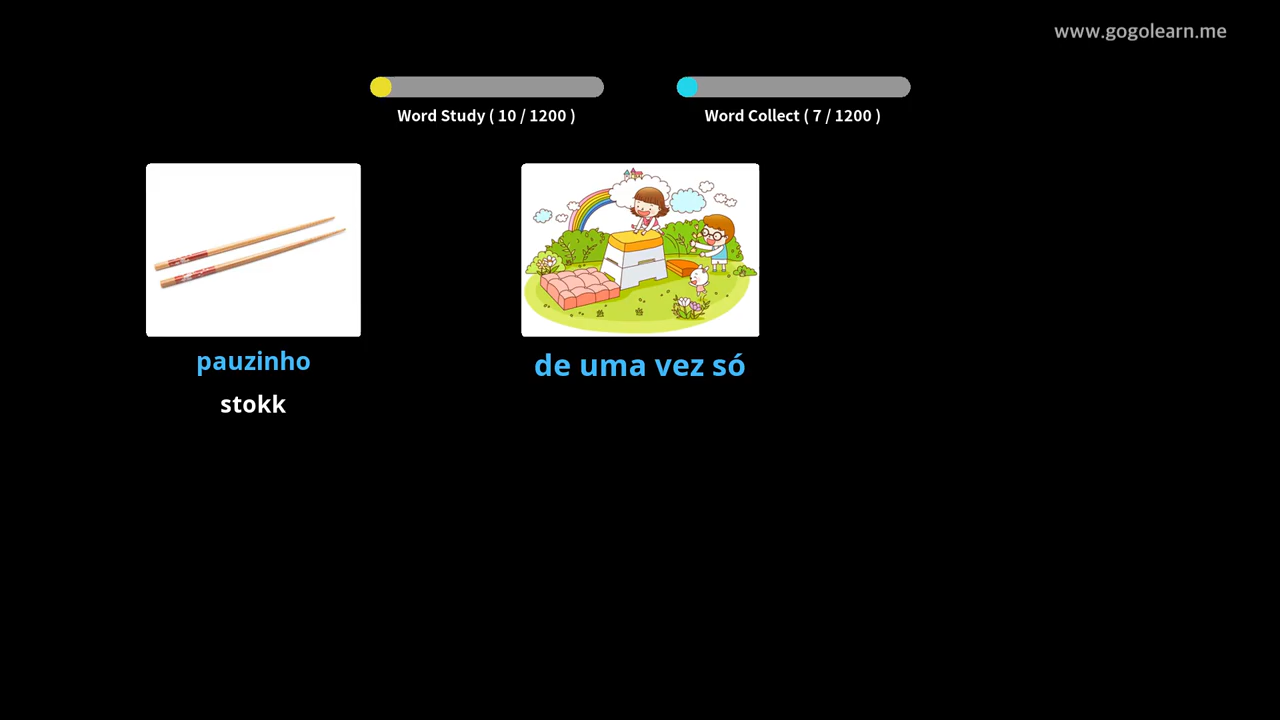 www.gogolearn.me
Word Study ( 10 / 1200 )
Word Collect ( 7 / 1200 )
pauzinho
stokk
de uma vez só